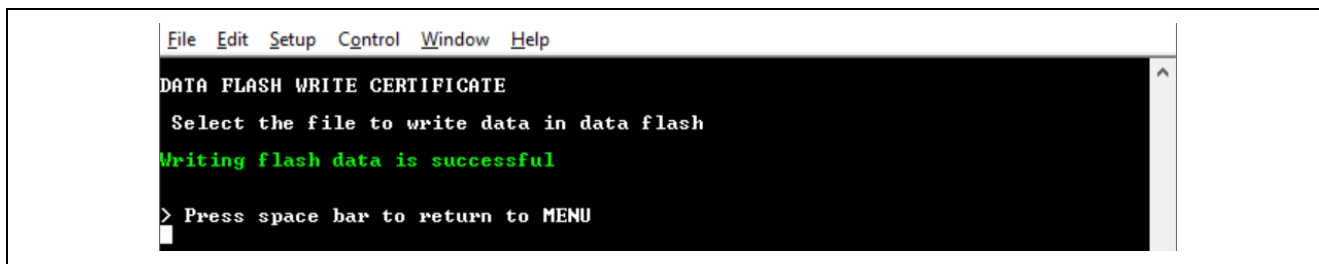 File Edit Setup Control Window Help
DATA FLASH WRITE CERTIFICATE
Select the file to write data in data flash
Writing flash data is successful
> Press space bar to return to MENU